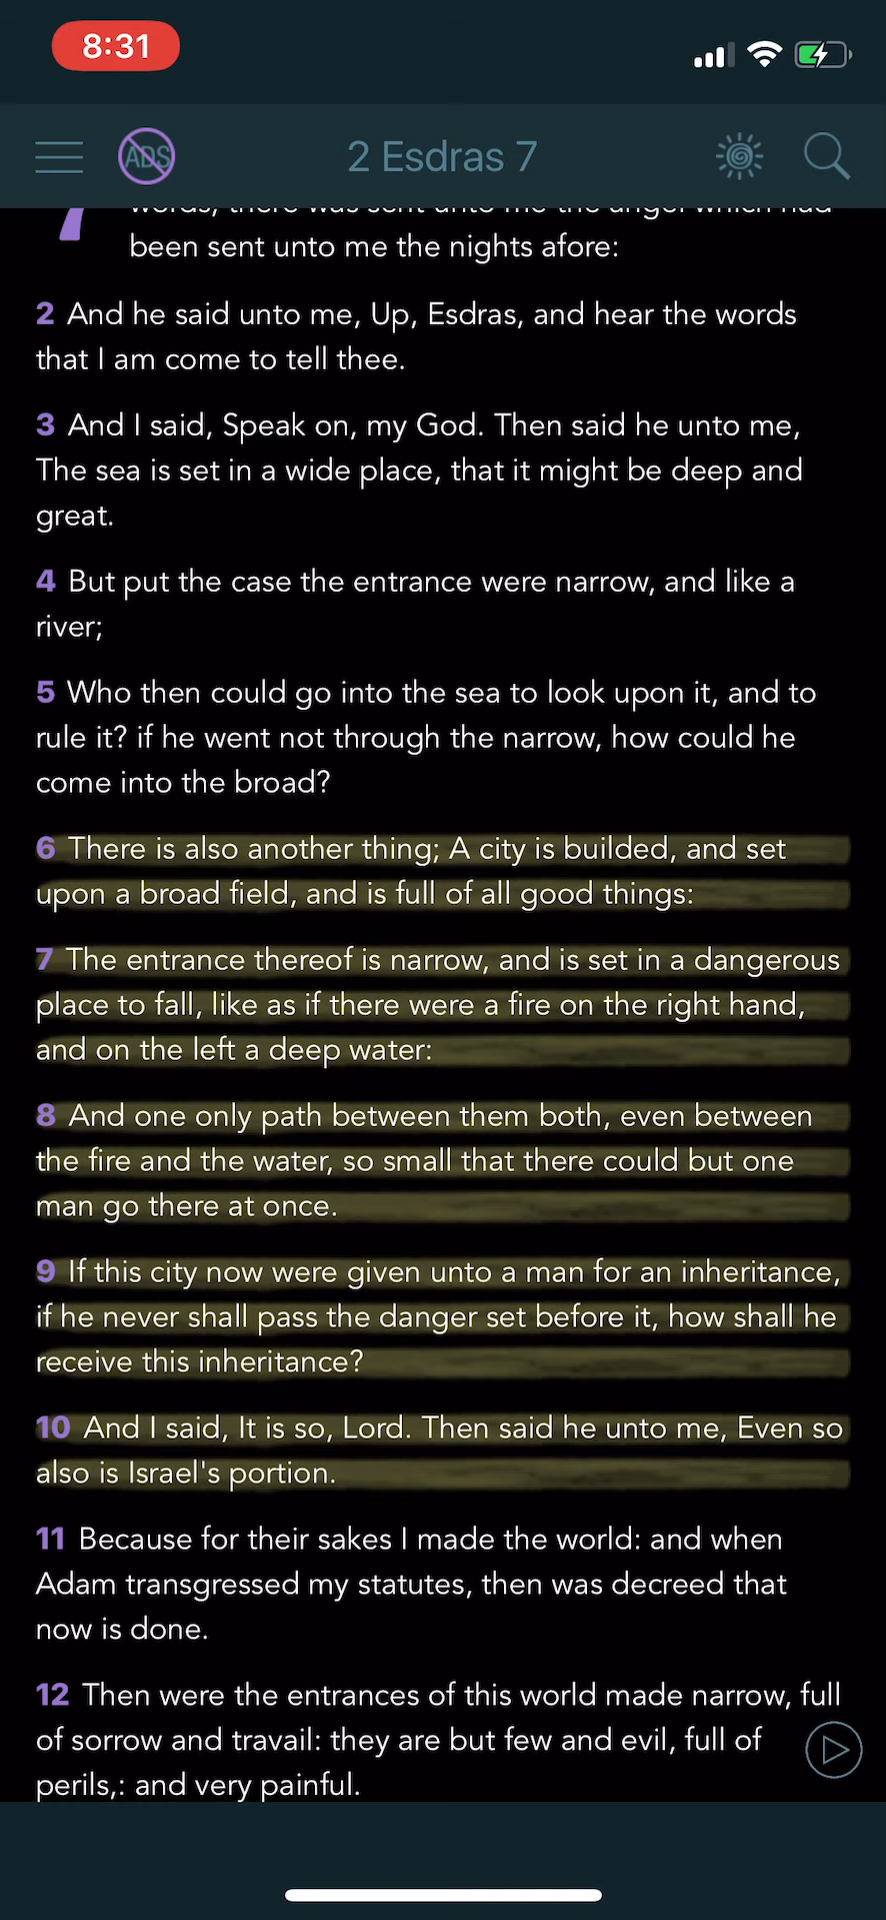 8:31
ADS
2 Esdras 7
7 words, there was sent unto me the angel which had
been sent unto me the nights afore:
2 And he said unto me, Up, Esdras, and hear the words
that I am come to tell thee.
3 And I said, Speak on, my God. Then said he unto me,
The sea is set in a wide place, that it might be deep and
great.
4 But put the case the entrance were narrow, and like a
river;
5 Who then could go into the sea to look upon it, and to
rule it? if he went not through the narrow, how could he
come into the broad?
6 There is also another thing; A city is builded, and set
upon a broad field, and is full of all good things:
7 The entrance thereof is narrow, and is set in a dangerous
place to fall, like as if there were a fire on the right hand,
and on the left a deep water:
8 And one only path between them both, even between
the fire and the water, so small that there could but one
man go there at once.
9 If this city now were given unto a man for an inheritance,
if he never shall pass the danger set before it, how shall he
receive this inheritance?
10 And I said, It is so, Lord. Then said he unto me, Even so
also is Israel's portion.
11 Because for their sakes I made the world: and when
Adam transgressed my statutes, then was decreed that
now is done.
12 Then were the entrances of this world made narrow, full
of sorrow and travail: they are but few and evil, full of
perils,: and very painful.